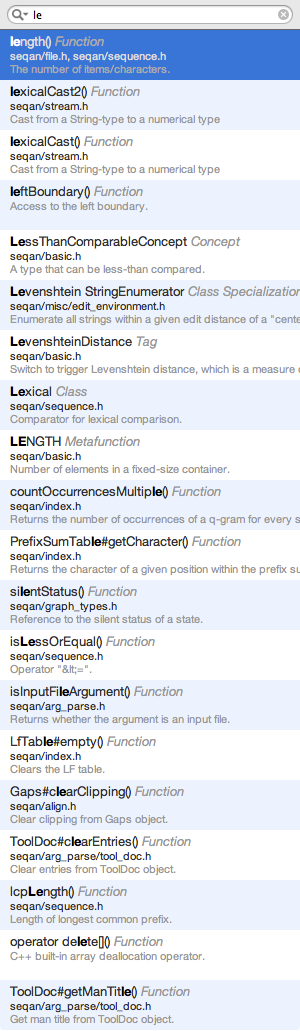 le
length() Function
seqan/file.h, seqan/sequence.h
The number of items/characters.
lexicalCast2() Function
seqan/stream.h
Cast from a String-type to a numerical type
lexicalCast() Function
seqan/stream.h
Cast from a String-type to a numerical type
leftBoundary() Function
Access to the left boundary.
LessThanComparableConcept Concept
seqan/basic.h
A type that can be less-than compared.
Levenshtein StringEnumerator Class Specialization
seqan/misc/edit_environment.h
Enumerate all strings within a given edit distance of a "cente
LevenshteinDistance Tag
seqan/basic.h
Switch to trigger Levenshtein distance, which is a measure o
Lexical Class
seqan/sequence.h
Comparator for lexical comparison.
LENGTH Metafunction
seqan/basic.h
Number of elements in a fixed-size container.
countOccurrencesMultiple() Function
seqan/index.h
Returns the number of occurrences of a q-gram for every s
PrefixSumTable#getCharacter() Function
seqan/index.h
Returns the character of a given position within the prefix su
silentStatus() Function
seqan/graph_types.h
Reference to the silent status of a state.
isLessOrEqual() Function
seqan/sequence.h
Operator "&lt;=".
isInputFileArgument() Function
seqan/arg_parse.h
Returns whether the argument is an input file.
LfTable#empty() Function
seqan/index.h
Clears the LF table.
Gaps#clearClipping() Function
seqan/align.h
Clear clipping from Gaps object.
ToolDoc#clearEntries() Function
seqan/arg_parse/tool_doc.h
Clear entries from ToolDoc object.
lcpLength() Function
seqan/sequence.h
Length of longest common prefix.
operator delete[]() Function
C++ built-in array deallocation operator.
ToolDoc#getManTitle() Function
seqan/arg_parse/tool_doc.h
Get man title from ToolDoc object.